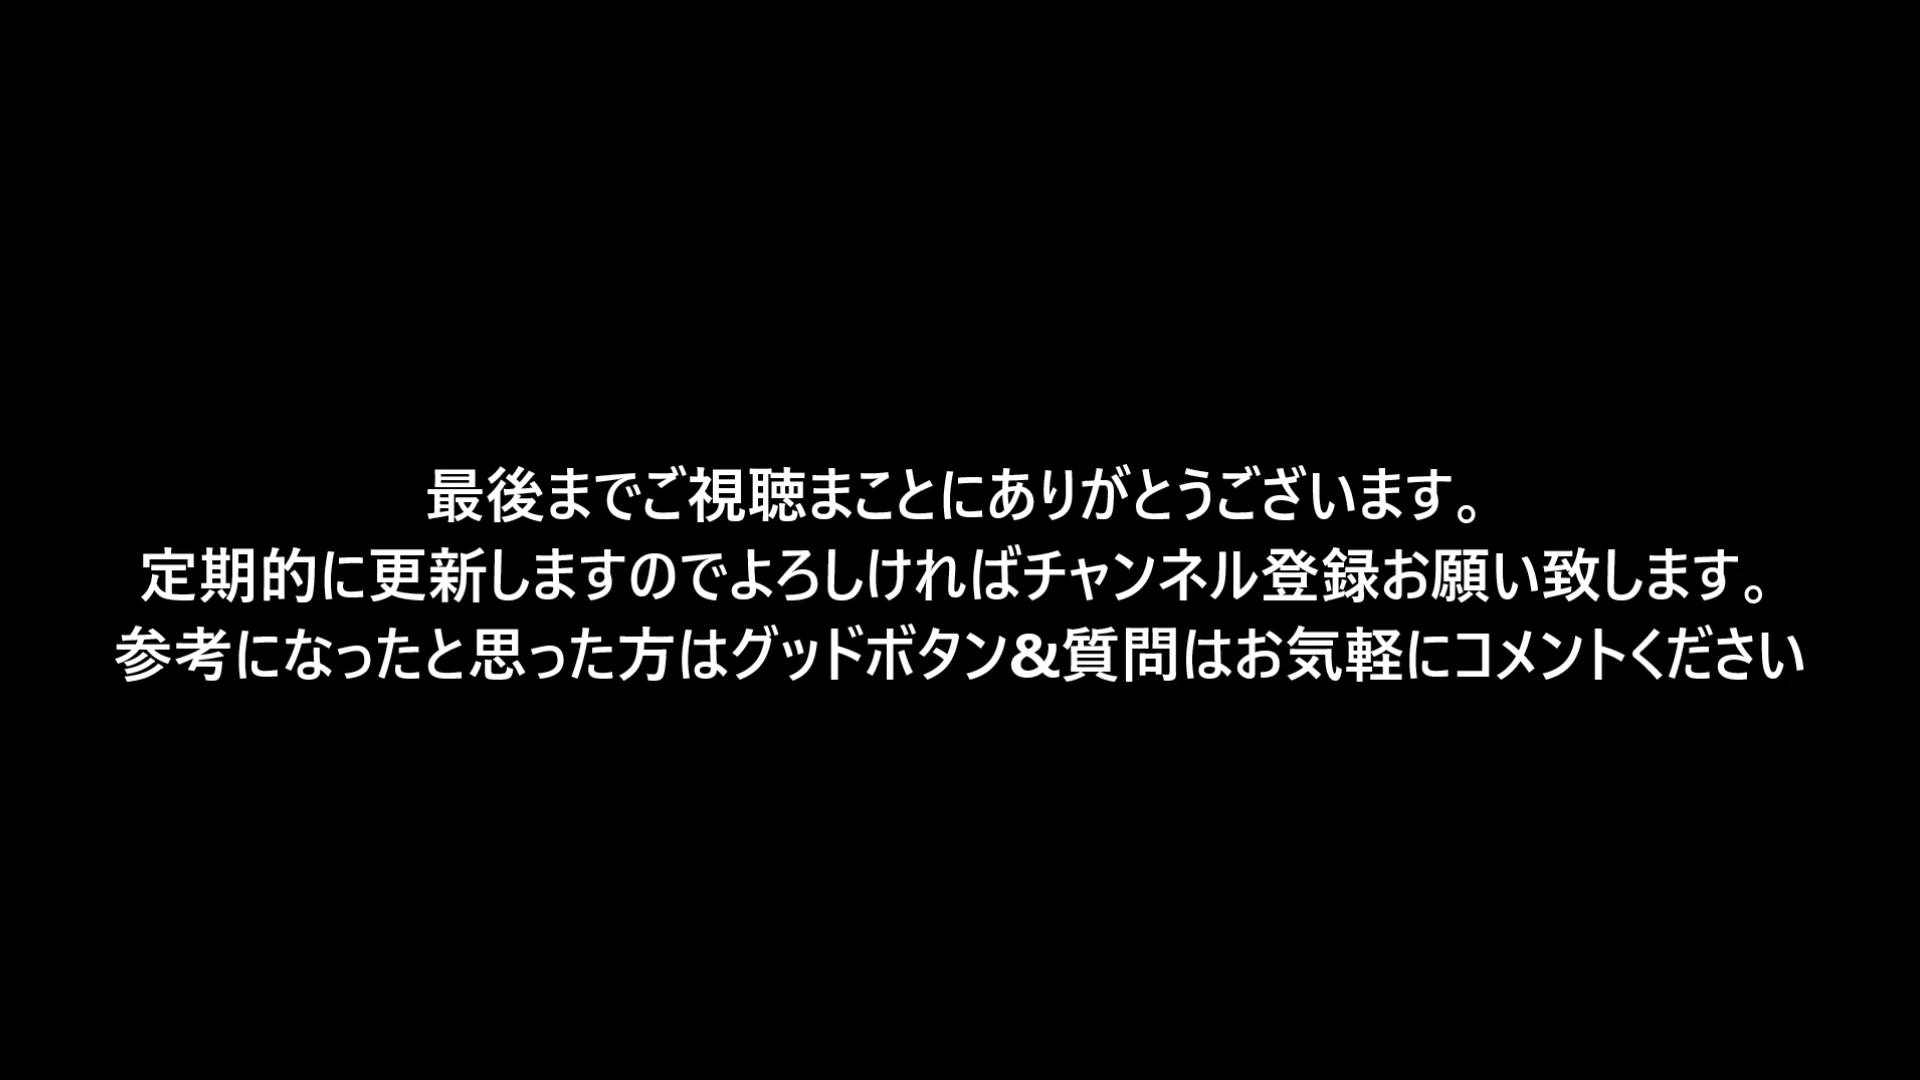 最後までご視聴まことにありがとうございます。
定期的に更新しますのでよろしければチャンネル登録お願い致します。
参考になったと思った方はグッドボタン&質問はお気軽にコメントください